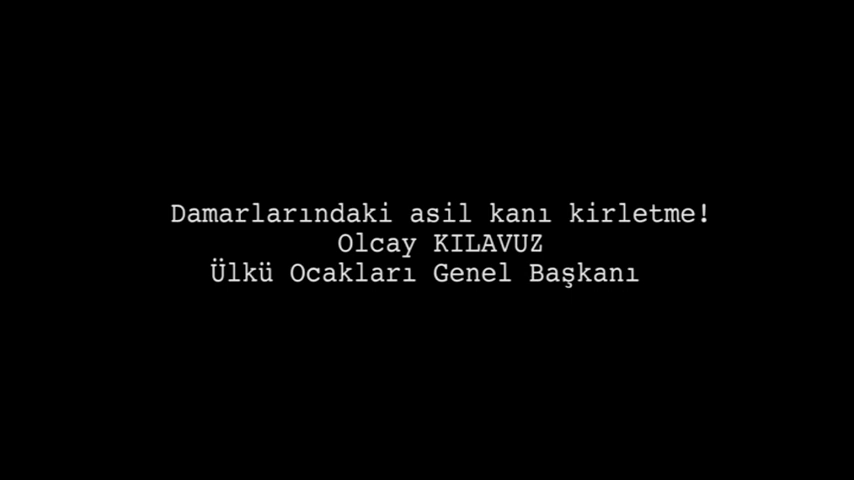 Damarlarındaki asil kanı kirletme!
Olcay KILAVUZ
Ülkü Ocakları Genel Başkanı